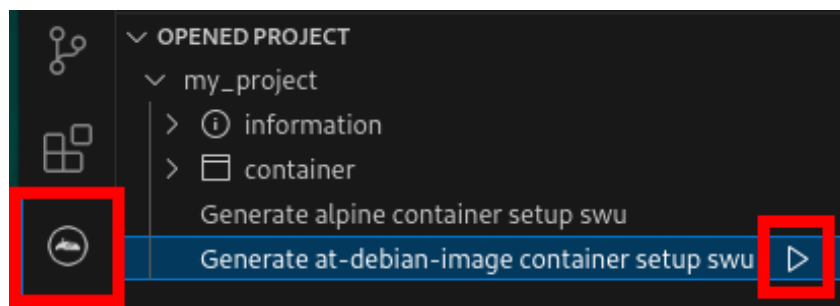 OPENED PROJECT
my_project
information
container
Generate alpine container setup swu
Generate at-debian-image container setup swu